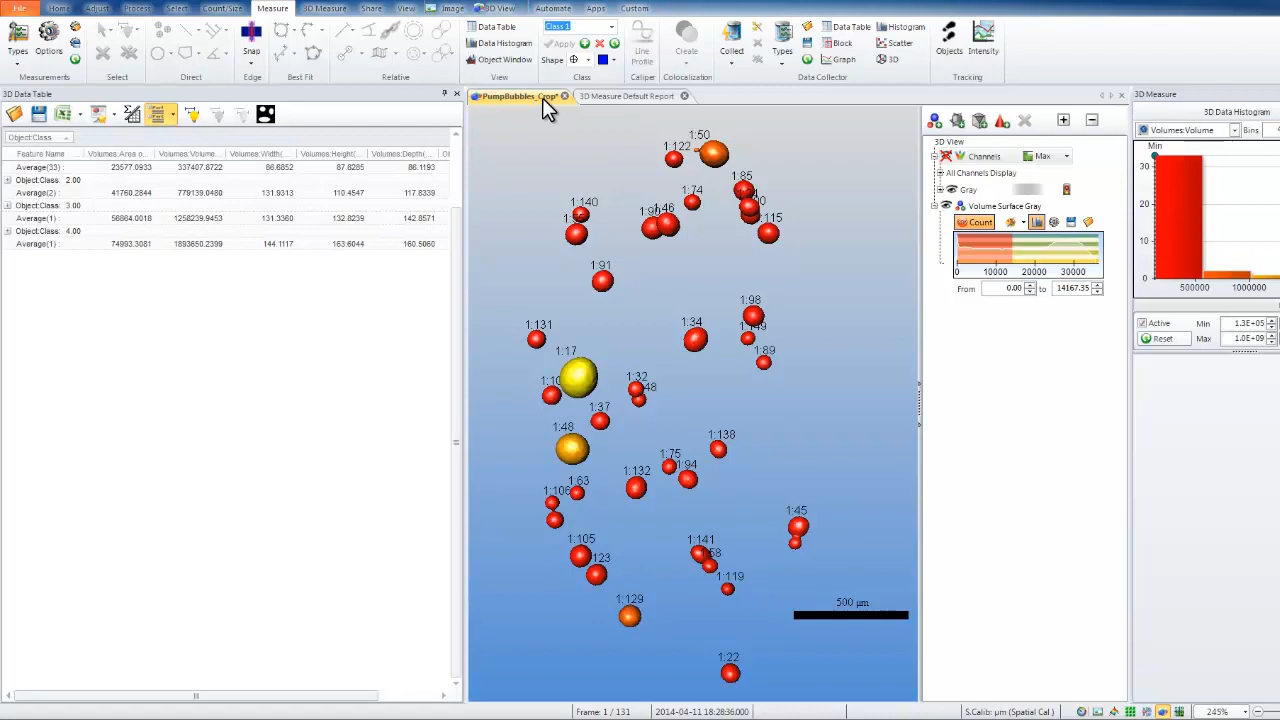 File Home Adjust Process Select Count/Size Measure 3D Measure Share View Image 3D View Automate Apps Custom
Types Options Snap Data Table Class 1 Line Profile Create Collect Types Data Table Histogram Objects Intensity
Data Histogram Apply Block Scatter
Object Window Shape Graph 3D
Measurements Select Direct Edge Best Fit Relative View Class Caliper Colocalization Data Collector Tracking
3D Data Table
PumpBubbles_Crop* 3D Measure Default Report
3D Measure
3D Data Histogram
Volumes:Volume Bins
Object:Class
Feature Name Volumes:Area o... Volumes:Volume... Volumes:Width(... Volumes:Height(... Volumes:Depth(...
Average(33) 23577.0933 337407.8722 86.6852 87.8285 86.1193
Object:Class. 2.00
Average(2) 41760.2844 779139.0480 131.9313 110.4547 117.8339
Object:Class. 3.00
Average(1) 56864.0018 1258239.9453 131.3360 132.8239 142.8571
Object:Class. 4.00
Average(1) 74993.3081 1893650.2399 144.1117 163.6044 160.5060
1:50
1:122
1:85
1:74
1:140
1:46
1:91
1:98
1:34
1:131
1:17
1:89
1:32
1:37
1:48
1:138
1:75
1:94
1:132
1:63
1:106
1:45
1:105
1:141
1:119
1:129
1:22
500 µm
3D View
Channels Max
All Channels Display
Gray
Volume Surface Gray
Count
0 10000 20000 30000
From 0.00 to 14167.35
Min
30
20
10
0
500000 1000000
Active Min 1.3E+05
Reset Max 1.0E+09
Frame: 1 / 131 2014-04-11 18:28:36.000 S.Calib: µm (Spatial Cal ) 245%